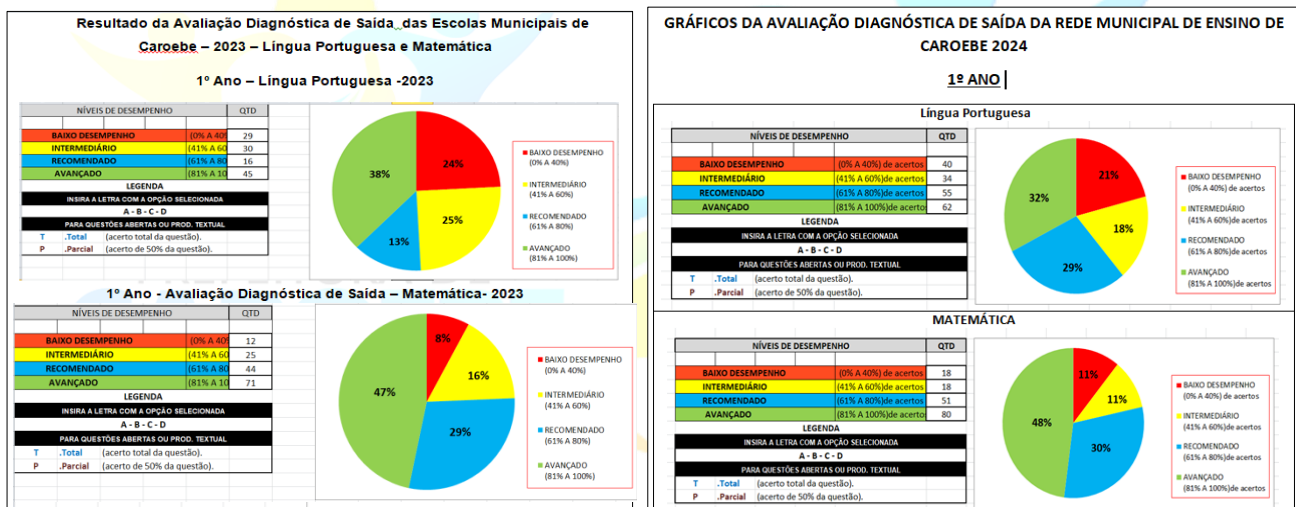 Resultado da Avaliação Diagnóstica de Saída das Escolas Municipais de
Caroebe – 2023 – Língua Portuguesa e Matemática
1º Ano – Língua Portuguesa -2023
NÍVEIS DE DESEMPENHO QTD
BAIXO DESEMPENHO (0% A 40% 29
INTERMEDIÁRIO (41% A 60 30
RECOMENDADO (61% A 80 16
AVANÇADO (81% A 10 45
LEGENDA
INSIRA A LETRA COM A OPÇÃO SELECIONADA
A - B - C - D
PARA QUESTÕES ABERTAS OU PROD. TEXTUAL
T .Total (acerto total da questão).
P .Parcial (acerto de 50% da questão).
24%
25%
13%
38%
BAIXO DESEMPENHO
(0% A 40%)
INTERMEDIÁRIO
(41% A 60%)
RECOMENDADO
(61% A 80%)
AVANÇADO
(81% A 100%)
1º Ano - Avaliação Diagnóstica de Saída – Matemática- 2023
NÍVEIS DE DESEMPENHO QTD
BAIXO DESEMPENHO (0% A 40% 12
INTERMEDIÁRIO (41% A 60 25
RECOMENDADO (61% A 80 44
AVANÇADO (81% A 10 71
LEGENDA
INSIRA A LETRA COM A OPÇÃO SELECIONADA
A - B - C - D
PARA QUESTÕES ABERTAS OU PROD. TEXTUAL
T .Total (acerto total da questão).
P .Parcial (acerto de 50% da questão).
8%
16%
29%
47%
BAIXO DESEMPENHO
(0% A 40%)
INTERMEDIÁRIO
(41% A 60%)
RECOMENDADO
(61% A 80%)
AVANÇADO
(81% A 100%)
GRÁFICOS DA AVALIAÇÃO DIAGNÓSTICA DE SAÍDA DA REDE MUNICIPAL DE ENSINO DE
CAROEBE 2024
1º ANO
Língua Portuguesa
NÍVEIS DE DESEMPENHO QTD
BAIXO DESEMPENHO (0% A 40%) de acertos 40
INTERMEDIÁRIO (41% A 60%)de acertos 34
RECOMENDADO (61% A 80%)de acertos 55
AVANÇADO (81% A 100%)de acerto 62
LEGENDA
INSIRA A LETRA COM A OPÇÃO SELECIONADA
A - B - C - D
PARA QUESTÕES ABERTAS OU PROD. TEXTUAL
T .Total (acerto total da questão).
P .Parcial (acerto de 50% da questão).
21%
18%
29%
32%
BAIXO DESEMPENHO
(0% A 40%) de acertos
INTERMEDIÁRIO
(41% A 60%)de acertos
RECOMENDADO
(61% A 80%)de acertos
AVANÇADO
(81% A 100%)de acertos
MATEMÁTICA
NÍVEIS DE DESEMPENHO QTD
BAIXO DESEMPENHO (0% A 40%)de acertos 18
INTERMEDIÁRIO (41% A 60%)de acertos 18
RECOMENDADO (61% A 80%)de acertos 51
AVANÇADO (81% A 100%)de acerto 80
LEGENDA
INSIRA A LETRA COM A OPÇÃO SELECIONADA
A - B - C - D
PARA QUESTÕES ABERTAS OU PROD. TEXTUAL
T .Total (acerto total da questão).
P .Parcial (acerto de 50% da questão).
11%
11%
30%
48%
BAIXO DESEMPENHO
(0% A 40%) de acertos
INTERMEDIÁRIO
(41% A 60%)de acertos
RECOMENDADO
(61% A 80%)de acertos
AVANÇADO
(81% A 100%)de acertos